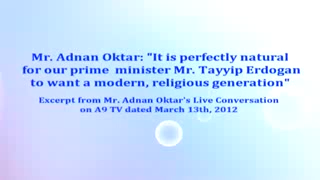 Mr. Adnan Oktar: "It is perfectly natural
for our prime minister Mr. Tayyip Erdogan
to want a modern, religious generation"
Excerpt from Mr. Adnan Oktar's Live Conversation
on A9 TV dated March 13th, 2012